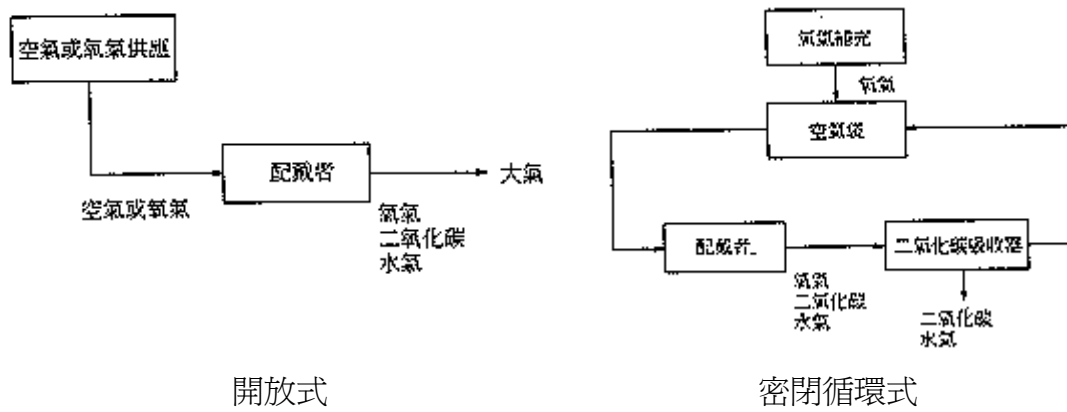 空氣或氧氣供應
空氣或氧氣
配戴者
大氣
氧氣
二氧化碳
水氣
開放式
氧氣補充
氧氣
空氣袋
配戴者
氧氣
二氧化碳
水氣
二氧化碳吸收器
二氧化碳
水氣
密閉循環式